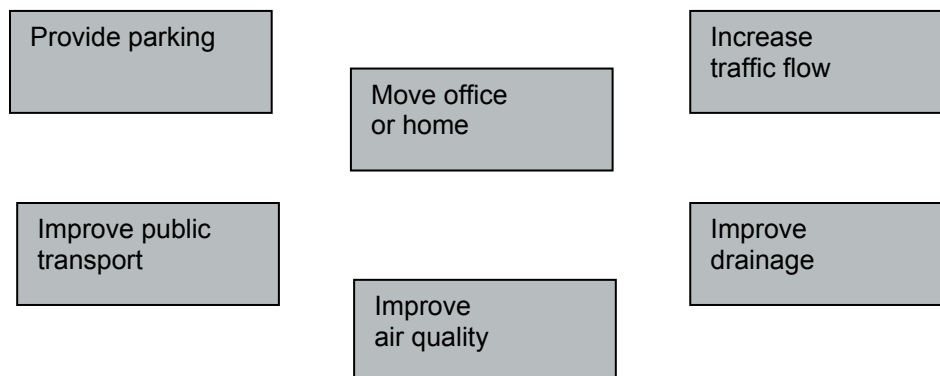 Provide parking
Move office
or home
Increase
traffic flow
Improve public
transport
Improve
air quality
Improve
drainage